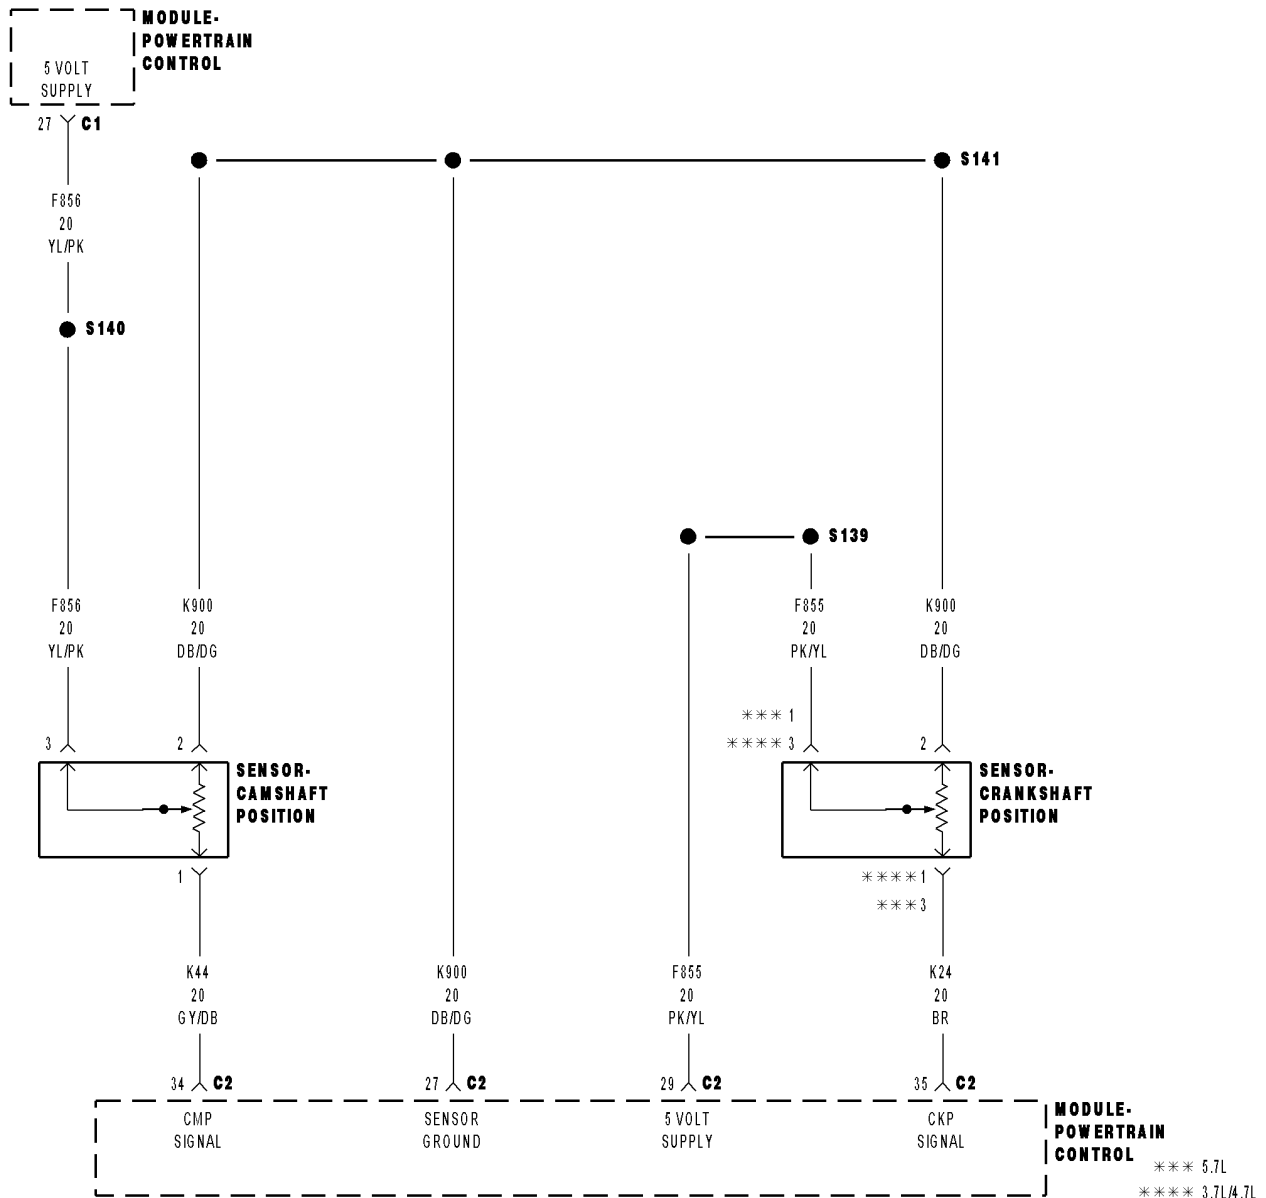 MODULE-
POWERTRAIN
CONTROL
5 VOLT
SUPPLY
27 C1
F856
20
YL/PK
S141
S140
F856
20
YL/PK
K900
20
DB/DG
S139
F855
20
PK/YL
K900
20
DB/DG
*** 1
**** 3
3
2
2
SENSOR-
CAMSHAFT
POSITION
SENSOR-
CRANKSHAFT
POSITION
1
**** 1
*** 3
K44
20
GY/DB
K900
20
DB/DG
F855
20
PK/YL
K24
20
BR
34 C2
27 C2
29 C2
35 C2
CMP
SIGNAL
SENSOR
GROUND
5 VOLT
SUPPLY
CKP
SIGNAL
MODULE-
POWERTRAIN
CONTROL
*** 5.7L
**** 3.7L/4.7L